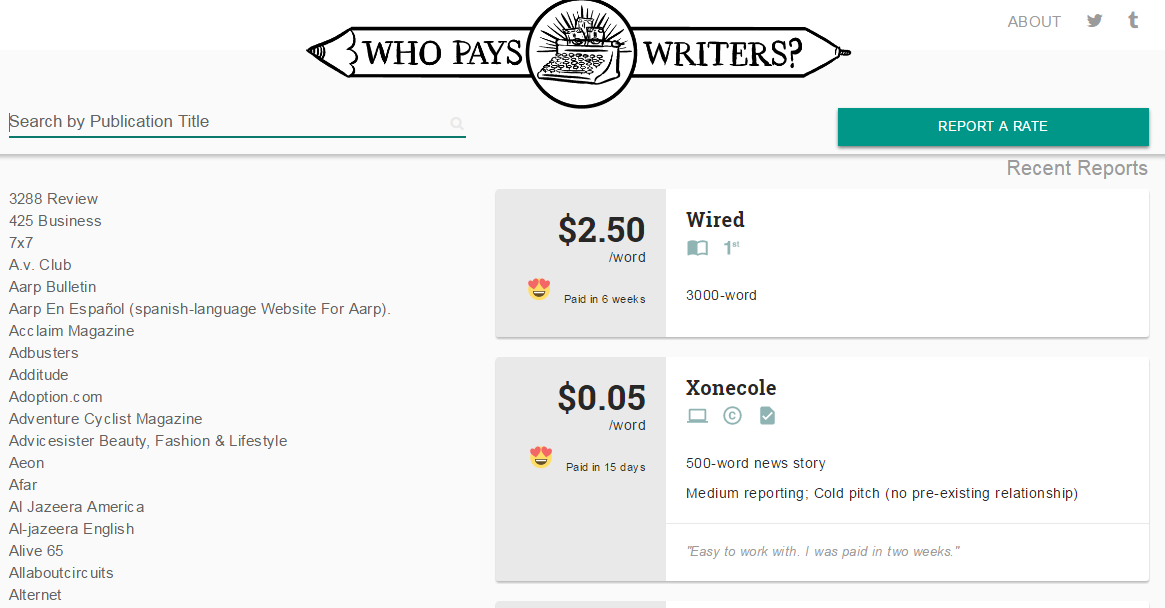 ABOUT
WHO PAYS WRITERS?
Search by Publication Title
REPORT A RATE
Recent Reports
3288 Review
425 Business
7x7
A.v. Club
Aarp Bulletin
Aarp En Español (spanish-language Website For Aarp).
Acclaim Magazine
Adbusters
Additude
Adoption.com
Adventure Cyclist Magazine
Advicesister Beauty, Fashion & Lifestyle
Aeon
Afar
Al Jazeera America
Al-jazeera English
Alive 65
Allaboutcircuits
Alternet
$2.50
/word
Paid in 6 weeks
Wired
1st
3000-word
$0.05
/word
Paid in 15 days
Xonecole
©
500-word news story
Medium reporting; Cold pitch (no pre-existing relationship)
"Easy to work with. I was paid in two weeks."